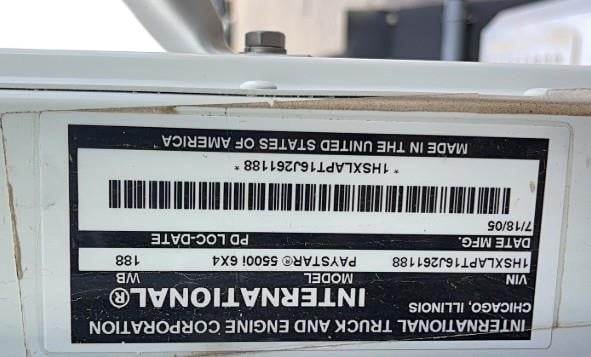 INTERNATIONAL TRUCK AND ENGINE CORPORATION
CHICAGO, ILLINOIS
INTERNATIONAL®
VIN MODEL WB
1HSXLAPT16J261188 PAYSTAR® 5500i 6X4 188
DATE MFG. PD LOC-DATE
7/18/05
* 1HSXLAPT16J261188 *
MADE IN THE UNITED STATES OF AMERICA